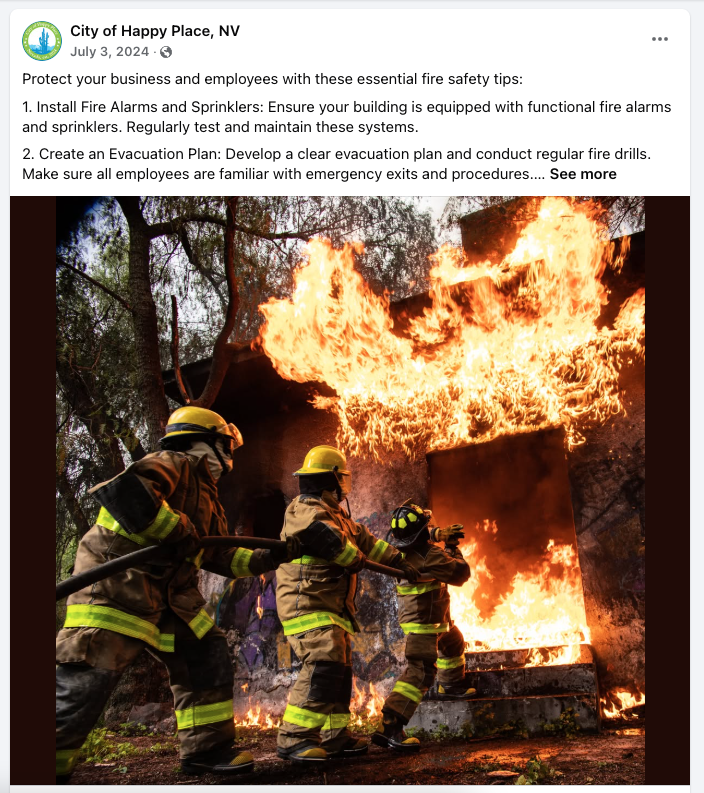 City of Happy Place, NV
July 3, 2024 ·
Protect your business and employees with these essential fire safety tips:
1. Install Fire Alarms and Sprinklers: Ensure your building is equipped with functional fire alarms
and sprinklers. Regularly test and maintain these systems.
2. Create an Evacuation Plan: Develop a clear evacuation plan and conduct regular fire drills.
Make sure all employees are familiar with emergency exits and procedures.... See more